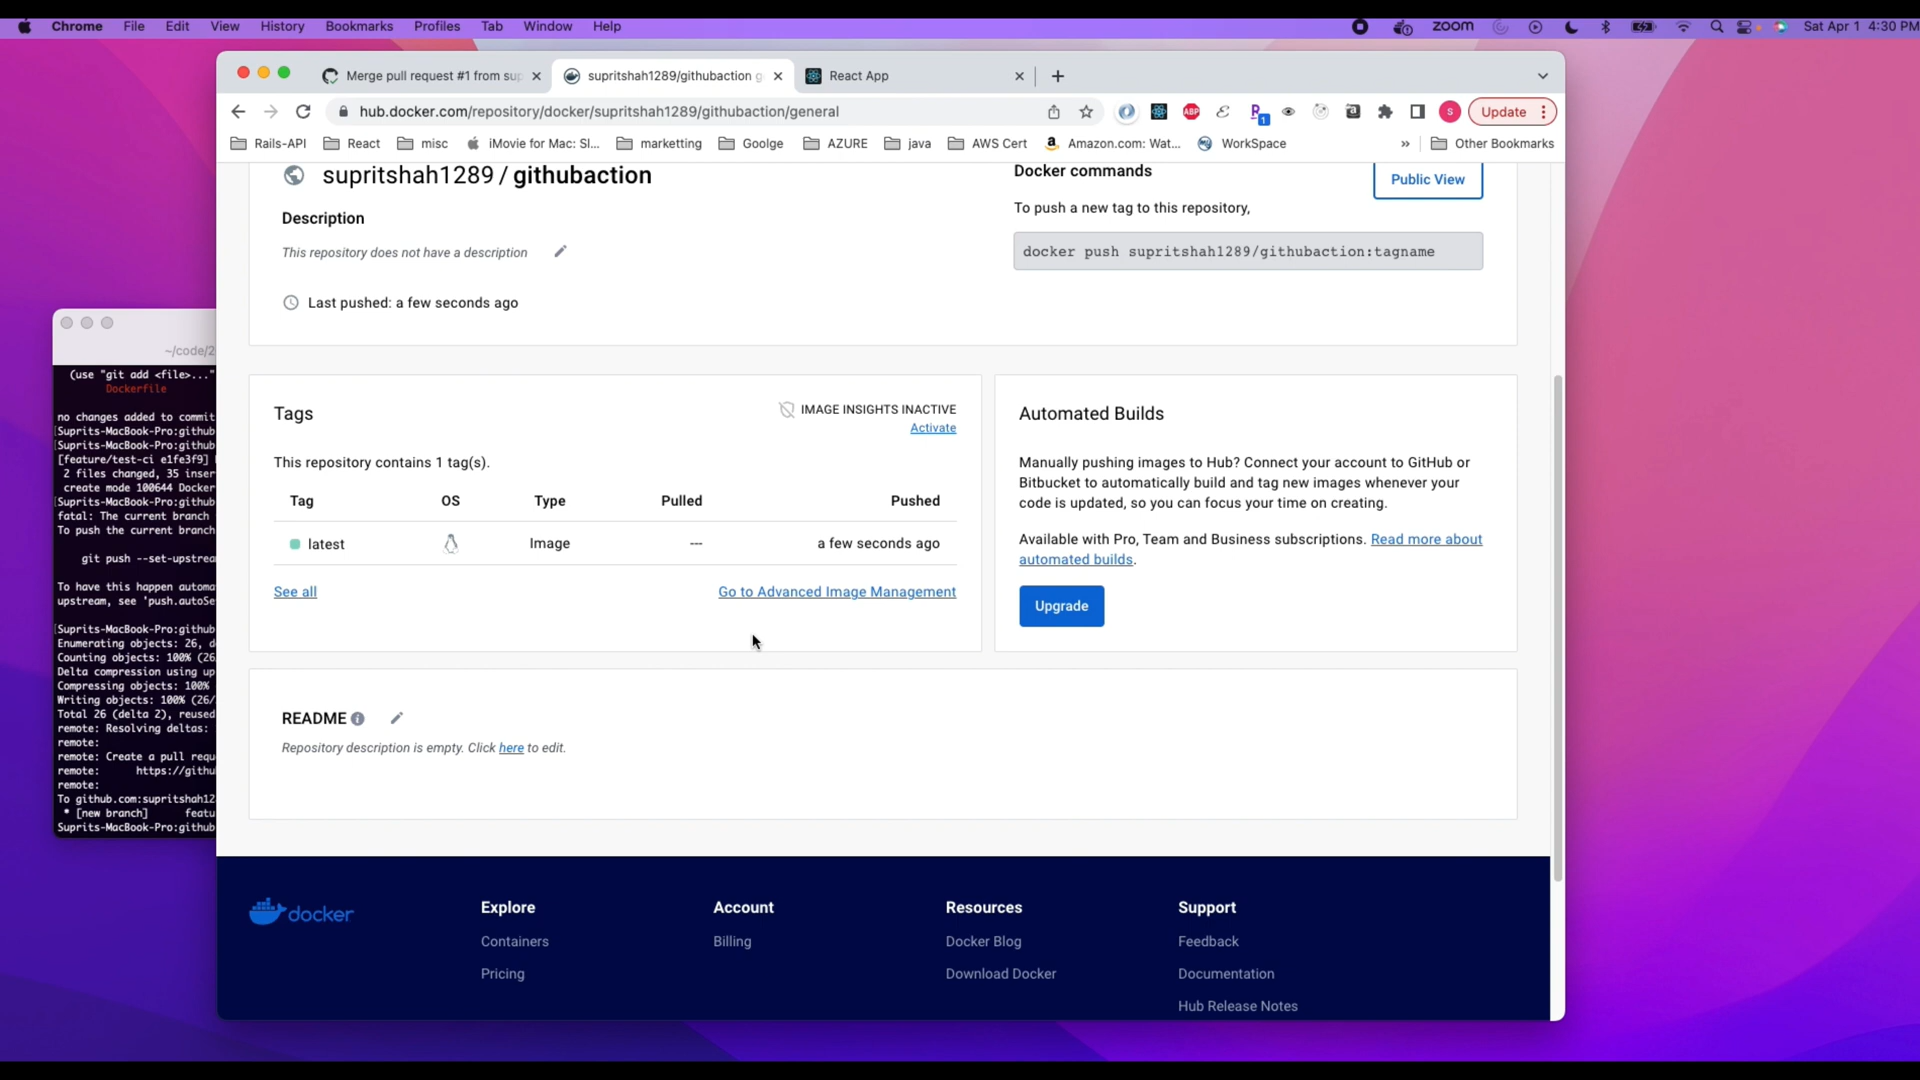 Chrome File Edit View History Bookmarks Profiles Tab Window Help zoom Sat Apr 1 4:30 PM
Merge pull request #1 from sup supritshah1289/githubaction g React App
hub.docker.com/repository/docker/supritshah1289/githubaction/general ABP 1 S Update
Rails-API React misc iMovie for Mac: Sl... marketting Goolge AZURE java AWS Cert Amazon.com: Wat... WorkSpace » Other Bookmarks
supritshah1289 / githubaction
Description
This repository does not have a description
Last pushed: a few seconds ago
Docker commands
Public View
To push a new tag to this repository,
docker push supritshah1289/githubaction:tagname
Tags
IMAGE INSIGHTS INACTIVE
Activate
This repository contains 1 tag(s).
Tag OS Type Pulled Pushed
latest Image --- a few seconds ago
See all Go to Advanced Image Management
Automated Builds
Manually pushing images to Hub? Connect your account to GitHub or
Bitbucket to automatically build and tag new images whenever your
code is updated, so you can focus your time on creating.
Available with Pro, Team and Business subscriptions. Read more about
automated builds.
Upgrade
README
Repository description is empty. Click here to edit.
docker
Explore
Containers
Pricing
Account
Billing
Resources
Docker Blog
Download Docker
Support
Feedback
Documentation
Hub Release Notes
~/code/2
(use "git add <file>..."
Dockerfile
no changes added to commit
[Suprits-MacBook-Pro:github
[Suprits-MacBook-Pro:github
[feature/test-ci e1fe3f9]
2 files changed, 35 inser
create mode 100644 Docker
[Suprits-MacBook-Pro:github
fatal: The current branch
To push the current branch
git push --set-upstrea
To have this happen automa
upstream, see 'push.autoSe
[Suprits-MacBook-Pro:github
Enumerating objects: 26, d
Counting objects: 100% (26
Delta compression using up
Compressing objects: 100%
Writing objects: 100% (26/
Total 26 (delta 2), reused
remote: Resolving deltas:
remote:
remote: Create a pull requ
remote: https://githu
remote:
To github.com:supritshah12
* [new branch] featu
Suprits-MacBook-Pro:github